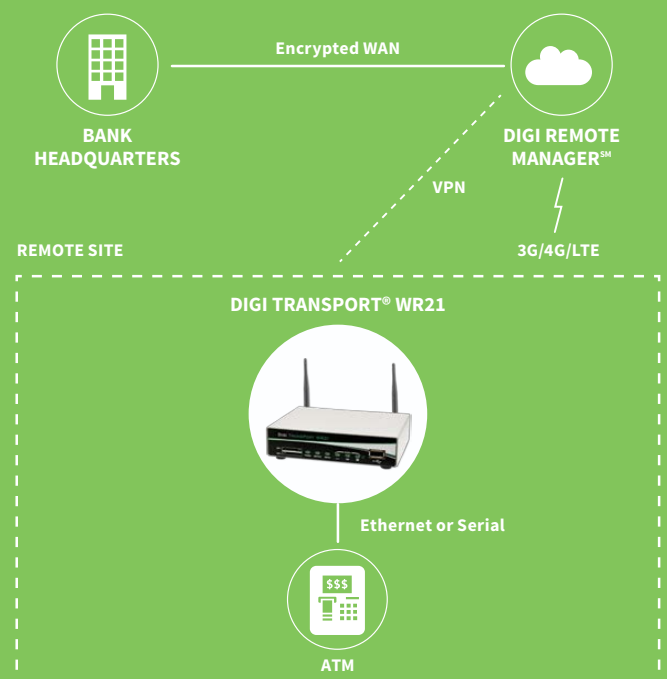 Encrypted WAN
BANK
HEADQUARTERS
DIGI REMOTE
MANAGER℠
VPN
REMOTE SITE
3G/4G/LTE
DIGI TRANSPORT® WR21
Ethernet or Serial
$$$
ATM